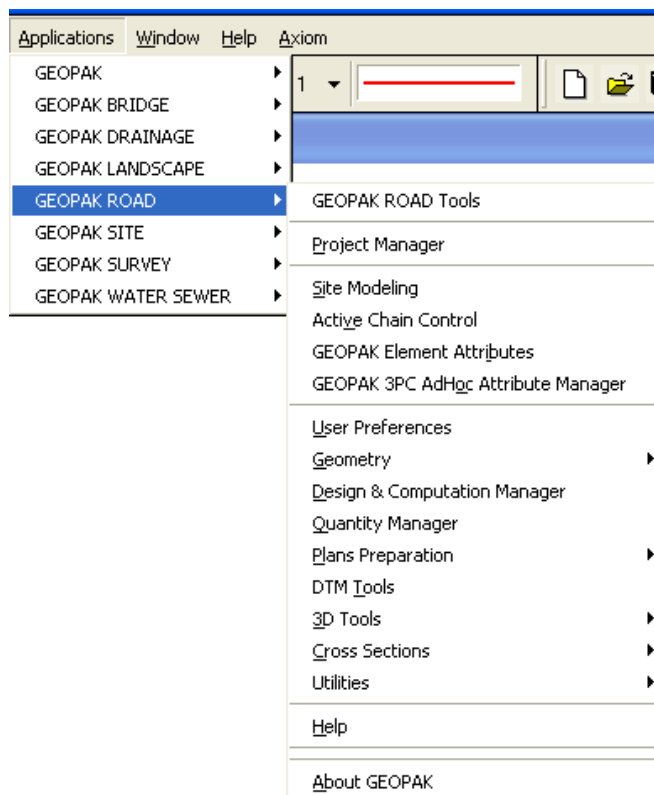 Applications Window Help Axiom
GEOPAK
1
GEOPAK BRIDGE
GEOPAK DRAINAGE
GEOPAK LANDSCAPE
GEOPAK ROAD
GEOPAK SITE
GEOPAK SURVEY
GEOPAK WATER SEWER
GEOPAK ROAD Tools
Project Manager
Site Modeling
Active Chain Control
GEOPAK Element Attributes
GEOPAK 3PC AdHoc Attribute Manager
User Preferences
Geometry
Design & Computation Manager
Quantity Manager
Plans Preparation
DTM Tools
3D Tools
Cross Sections
Utilities
Help
About GEOPAK